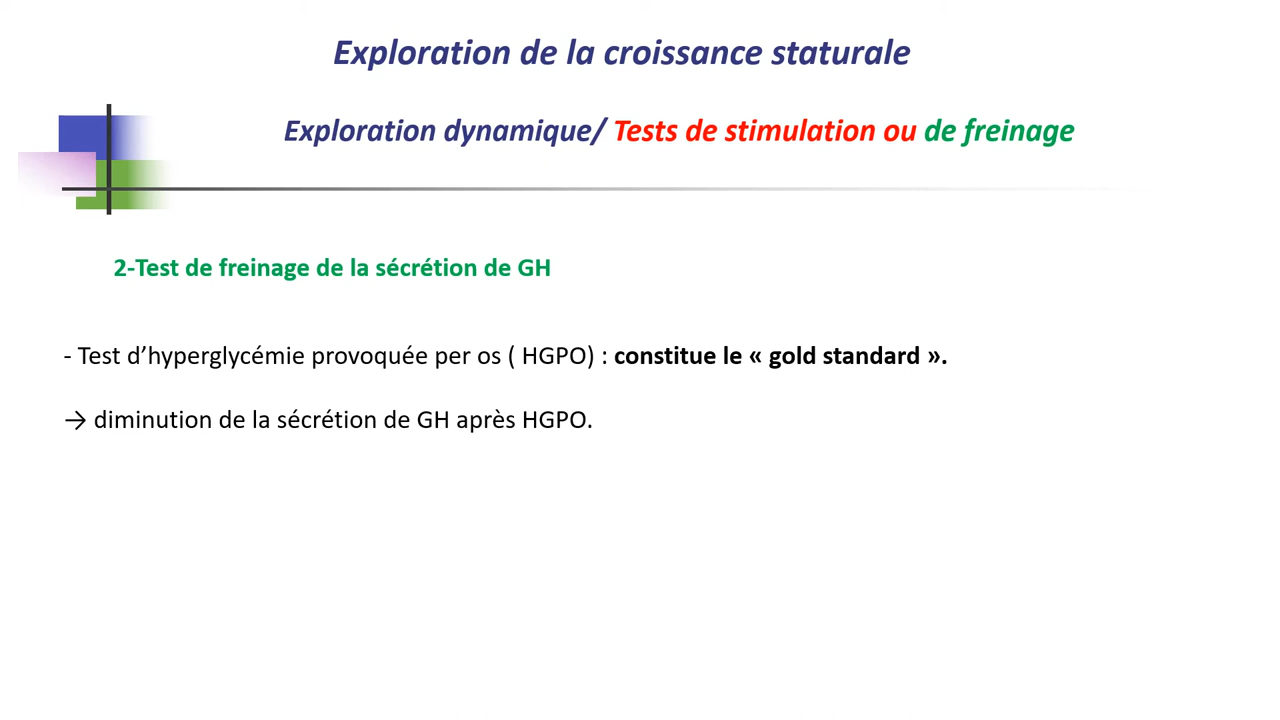 Exploration de la croissance staturale
Exploration dynamique/ Tests de stimulation ou de freinage
2-Test de freinage de la sécrétion de GH
- Test d’hyperglycémie provoquée per os ( HGPO) : constitue le « gold standard ».
→ diminution de la sécrétion de GH après HGPO.